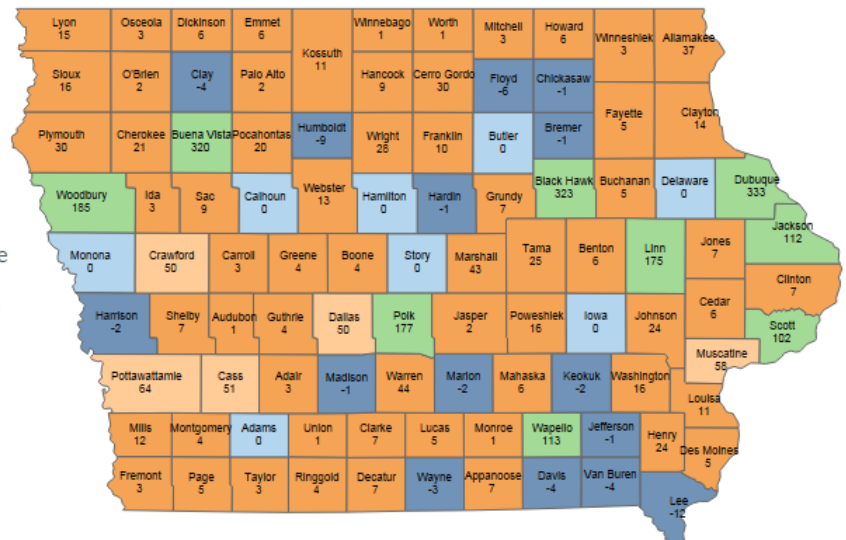 Lyon
15
Osceola
3
Dickinson
6
Emmet
6
Kossuth
11
Winnebago
1
Worth
1
Mitchell
3
Howard
6
Winneshiek
3
Allamakee
37
Sioux
16
O'Brien
2
Clay
-4
Palo Alto
2
Hancock
9
Cerro Gordo
30
Floyd
-6
Chickasaw
-1
Fayette
5
Clayton
14
Plymouth
30
Cherokee
21
Buena Vista
320
Pocahontas
20
Humboldt
-9
Wright
26
Franklin
10
Butler
0
Bremer
-1
Woodbury
185
Ida
3
Sac
9
Calhoun
0
Webster
13
Hamilton
0
Hardin
-1
Grundy
7
Black Hawk
323
Buchanan
5
Delaware
0
Dubuque
333
Jackson
112
e
Monona
0
Crawford
50
Carroll
3
Greene
4
Boone
4
Story
0
Marshall
43
Tama
25
Benton
6
Linn
175
Jones
7
Clinton
7
Harrison
-2
Shelby
7
Audubon
1
Guthrie
4
Dallas
50
Polk
177
Jasper
2
Poweshiek
16
Iowa
0
Johnson
24
Cedar
6
Scott
102
Muscatine
58
Pottawattamie
64
Cass
51
Adair
3
Madison
-1
Warren
44
Marion
-2
Mahaska
6
Keokuk
-2
Washington
16
Louisa
11
Mills
12
Montgomery
4
Adams
0
Union
1
Clarke
7
Lucas
5
Monroe
1
Wapello
113
Jefferson
-1
Henry
24
Des Moines
5
Fremont
3
Page
5
Taylor
3
Ringgold
4
Decatur
7
Wayne
-3
Appanoose
7
Davis
-4
Van Buren
-4
Lee
-12